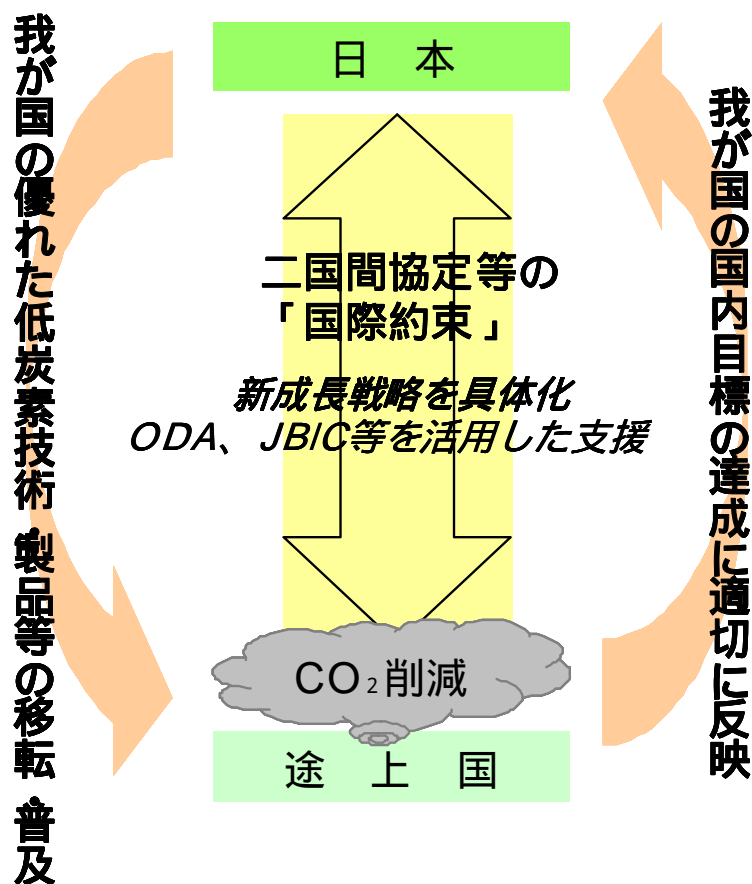 日 本
我が国の優れた低炭素技術・製品等の移転・普及
二国間協定等の
「国際約束」
新成長戦略を具体化
ODA、JBIC等を活用した支援
我が国の国内目標の達成に適切に反映
CO₂削減
途 上 国